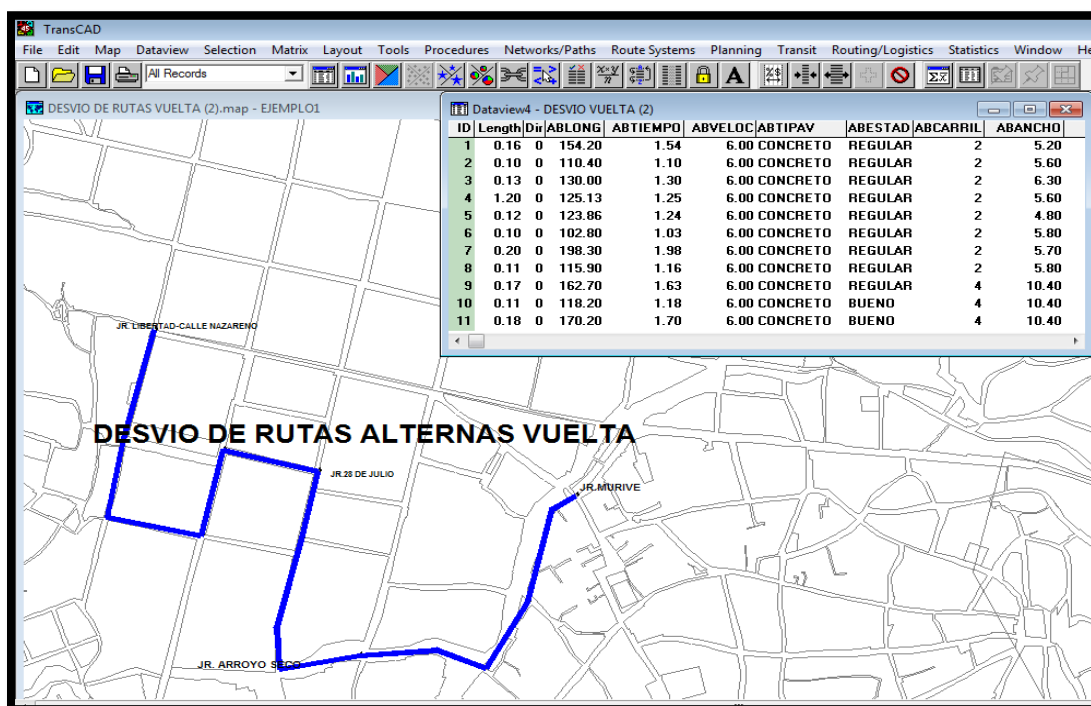 TransCAD
File Edit Map Dataview Selection Matrix Layout Tools Procedures Networks/Paths Route Systems Planning Transit Routing/Logistics Statistics Window He
All Records
DESVIO DE RUTAS VUELTA (2).map - EJEMPLO1
Dataview4 - DESVIO VUELTA (2)
ID Length Dir ABLONG ABTIEMPO ABVELOC ABTIPAV ABESTAD ABCARRIL ABANCHO
1 0.16 0 154.20 1.54 6.00 CONCRETO REGULAR 2 5.20
2 0.10 0 110.40 1.10 6.00 CONCRETO REGULAR 2 5.60
3 0.13 0 130.00 1.30 6.00 CONCRETO REGULAR 2 6.30
4 1.20 0 125.13 1.25 6.00 CONCRETO REGULAR 2 5.60
5 0.12 0 123.86 1.24 6.00 CONCRETO REGULAR 2 4.80
6 0.10 0 102.80 1.03 6.00 CONCRETO REGULAR 2 5.80
7 0.20 0 198.30 1.98 6.00 CONCRETO REGULAR 2 5.70
8 0.11 0 115.90 1.16 6.00 CONCRETO REGULAR 2 5.80
9 0.17 0 162.70 1.63 6.00 CONCRETO REGULAR 4 10.40
10 0.11 0 118.20 1.18 6.00 CONCRETO BUENO 4 10.40
11 0.18 0 170.20 1.70 6.00 CONCRETO BUENO 4 10.40
JR. LIBERTAD-CALLE NAZARENO
DESVIO DE RUTAS ALTERNAS VUELTA
JR.28 DE JULIO
JR.MURIVE
JR. ARROYO SECO